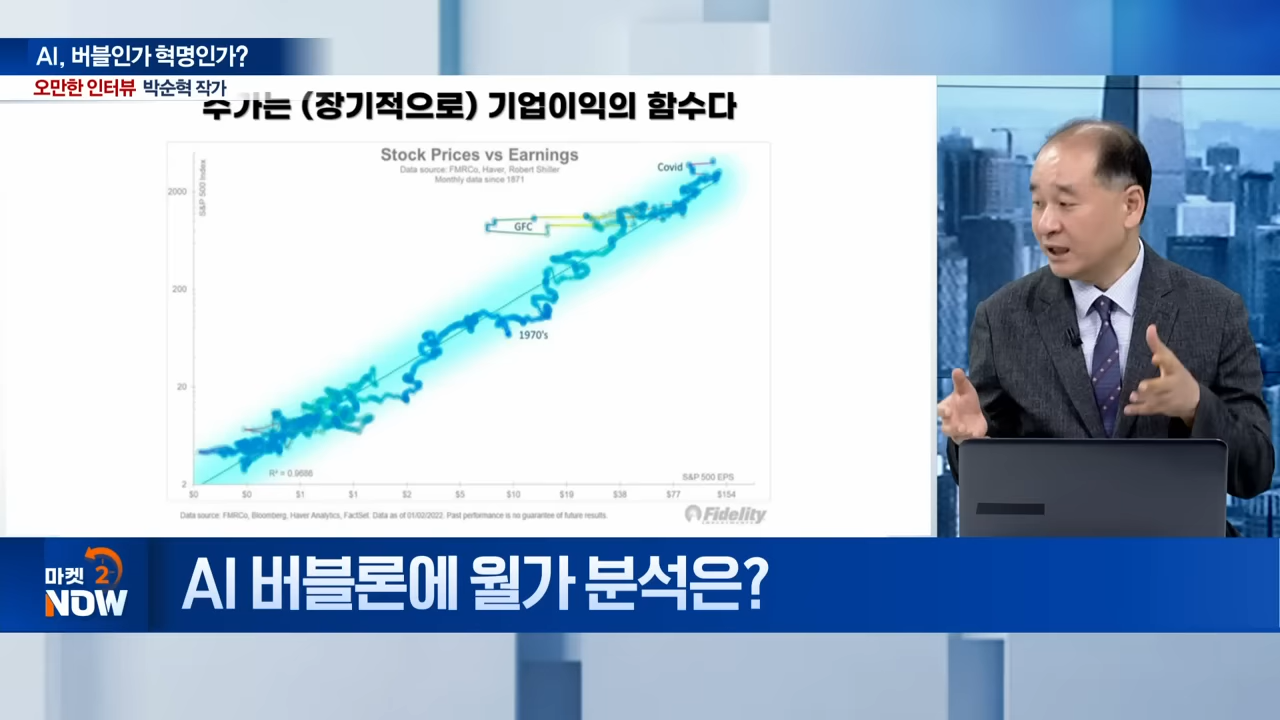 AI, 버블인가 혁명인가?
오만한 인터뷰 박순혁 작가
주가는 (장기적으로) 기업이익의 함수다
Stock Prices vs Earnings
Data source: FMRCo, Haver, Robert Shiller
Monthly data since 1871
S&P 500 Index
2000
200
20
2
Covid
GFC
1970's
R² = 0.9688
S&P 500 EPS
$0 $0 $1 $1 $2 $5 $10 $19 $38 $77 $154
Data source: FMRCo, Bloomberg, Haver Analytics, FactSet. Data as of 01/02/2022. Past performance is no guarantee of future results.
Fidelity
INVESTMENTS
마켓 2
NOW
AI 버블론에 월가 분석은?